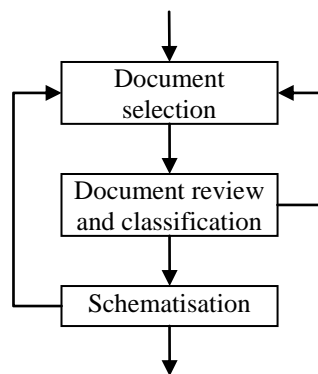 Document
selection
Document review
and classification
Schematisation